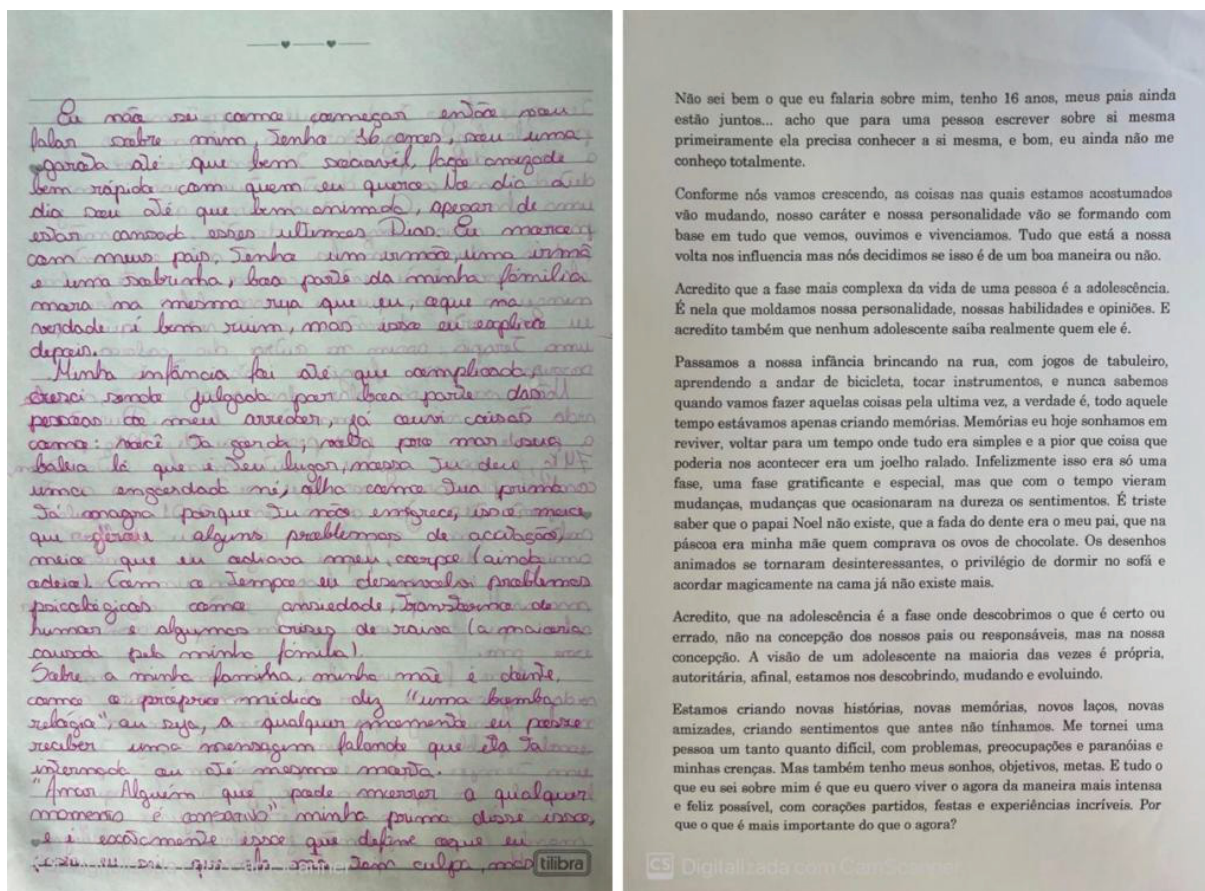 Eu não sei como começar então vou
falar sobre mim Tenho 16 anos, sou uma
garota até que bem sociavél, faço amizade
bem rápido com quem eu quero No dia a
dia sou até que bem animada, apesar de
estar cansada esses ultimos Dias. Eu moro
com meus pais, Tenho um irmão, uma irmã
e uma sobrinha, boa parte da minha família
mora na mesma rua que eu, oque na
verdade é bem ruim, mas isso eu explico
depois.
Minha infância foi até que complicada,
cresci sendo julgada por boa parte das
pessoas ao meu arredor, já ouvi coisas
como: você Ta gorda; volta pro mar sua
baleia lá que é seu lugar, nossa Tu deu
uma engordada né, olha como Tua prima
Tá magra porque Tu não emgrece, isso meio
que gerou alguns problemas de aceitação,
meio que eu odiava meu corpo (ainda
odeio). Com o Tempo eu desenvolvi problemas
psicológicos como ansiedade, Transtorno de
humor e algumas crises de raiva (a maioria
causada pela minha família).
Sobre a minha família, minha mãe é doente,
como o próprio médico diz "uma bomba
relogio", ou seja, a qualquer momento eu posso
receber uma mensagem falando que ela Ta
internada ou até mesmo morta.
"Amar Alguém que pode morrer a qualquer
momento é cansativo" minha prima disse isso,
e é exatamente isso que define oque eu
eu sei que ela não Tem culpa, mas
tilibra
Não sei bem o que eu falaria sobre mim, tenho 16 anos, meus pais ainda
estão juntos... acho que para uma pessoa escrever sobre si mesma
primeiramente ela precisa conhecer a si mesma, e bom, eu ainda não me
conheço totalmente.
Conforme nós vamos crescendo, as coisas nas quais estamos acostumados
vão mudando, nosso caráter e nossa personalidade vão se formando com
base em tudo que vemos, ouvimos e vivenciamos. Tudo que está a nossa
volta nos influencia mas nós decidimos se isso é de um boa maneira ou não.
Acredito que a fase mais complexa da vida de uma pessoa é a adolescência.
É nela que moldamos nossa personalidade, nossas habilidades e opiniões. E
acredito também que nenhum adolescente saiba realmente quem ele é.
Passamos a nossa infância brincando na rua, com jogos de tabuleiro,
aprendendo a andar de bicicleta, tocar instrumentos, e nunca sabemos
quando vamos fazer aquelas coisas pela ultima vez, a verdade é, todo aquele
tempo estávamos apenas criando memórias. Memórias eu hoje sonhamos em
reviver, voltar para um tempo onde tudo era simples e a pior que coisa que
poderia nos acontecer era um joelho ralado. Infelizmente isso era só uma
fase, uma fase gratificante e especial, mas que com o tempo vieram
mudanças, mudanças que ocasionaram na dureza os sentimentos. É triste
saber que o papai Noel não existe, que a fada do dente era o meu pai, que na
páscoa era minha mãe quem comprava os ovos de chocolate. Os desenhos
animados se tornaram desinteressantes, o privilégio de dormir no sofá e
acordar magicamente na cama já não existe mais.
Acredito, que na adolescência é a fase onde descobrimos o que é certo ou
errado, não na concepção dos nossos pais ou responsáveis, mas na nossa
concepção. A visão de um adolescente na maioria das vezes é própria,
autoritária, afinal, estamos nos descobrindo, mudando e evoluindo.
Estamos criando novas histórias, novas memórias, novos laços, novas
amizades, criando sentimentos que antes não tínhamos. Me tornei uma
pessoa um tanto quanto difícil, com problemas, preocupações e paranóias e
minhas crenças. Mas também tenho meus sonhos, objetivos, metas. E tudo o
que eu sei sobre mim é que eu quero viver o agora da maneira mais intensa
e feliz possível, com corações partidos, festas e experiências incríveis. Por
que o que é mais importante do que o agora?
CS Digitalizada com CamScanner